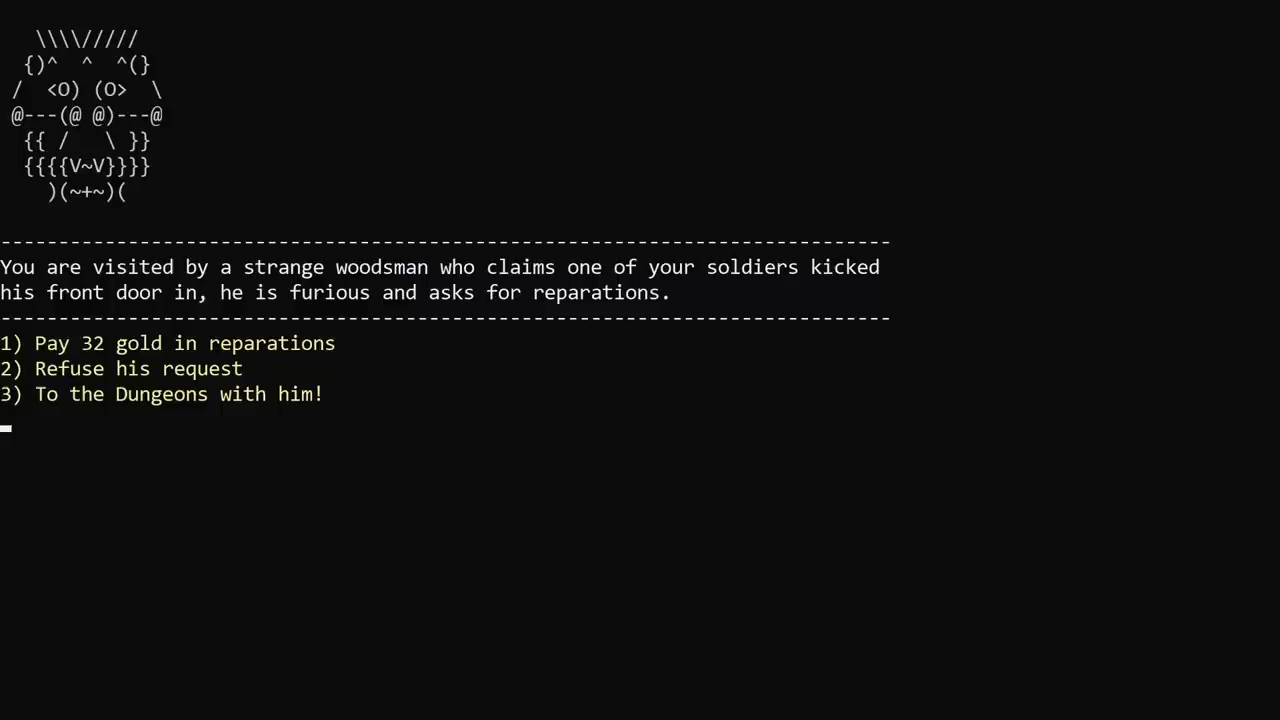 \\\\/////
{)^  ^  ^(}
/  <O) (O>  \
@---(@ @)---@
{{ /   \ }}
{{{{V~V}}}}
)(~+~)(
-----------------------------------------------------------------------------
You are visited by a strange woodsman who claims one of your soldiers kicked
his front door in, he is furious and asks for reparations.
-----------------------------------------------------------------------------
1) Pay 32 gold in reparations
2) Refuse his request
3) To the Dungeons with him!